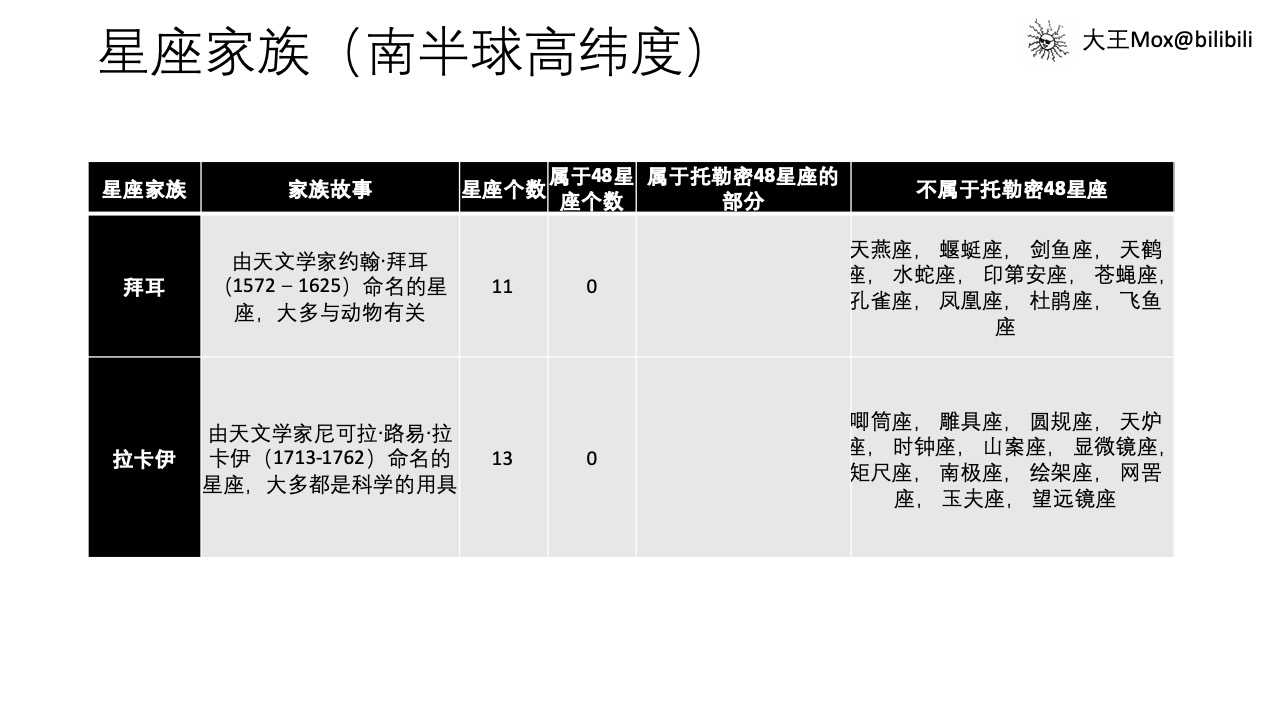 星座家族（南半球高纬度）
大王Mox@bilibili
星座家族
家族故事
星座个数
属于48星
座个数
属于托勒密48星座的
部分
不属于托勒密48星座
拜耳
由天文学家约翰·拜耳
（1572 – 1625）命名的星
座，大多与动物有关
11
0
天燕座， 蝘蜓座， 剑鱼座， 天鹤
座， 水蛇座， 印第安座， 苍蝇座,
孔雀座， 凤凰座， 杜鹃座， 飞鱼
座
拉卡伊
由天文学家尼可拉·路易·拉
卡伊（1713-1762）命名的
星座，大多都是科学的用具
13
0
唧筒座， 雕具座， 圆规座， 天炉
座， 时钟座， 山案座， 显微镜座,
矩尺座， 南极座， 绘架座， 网罟
座， 玉夫座， 望远镜座